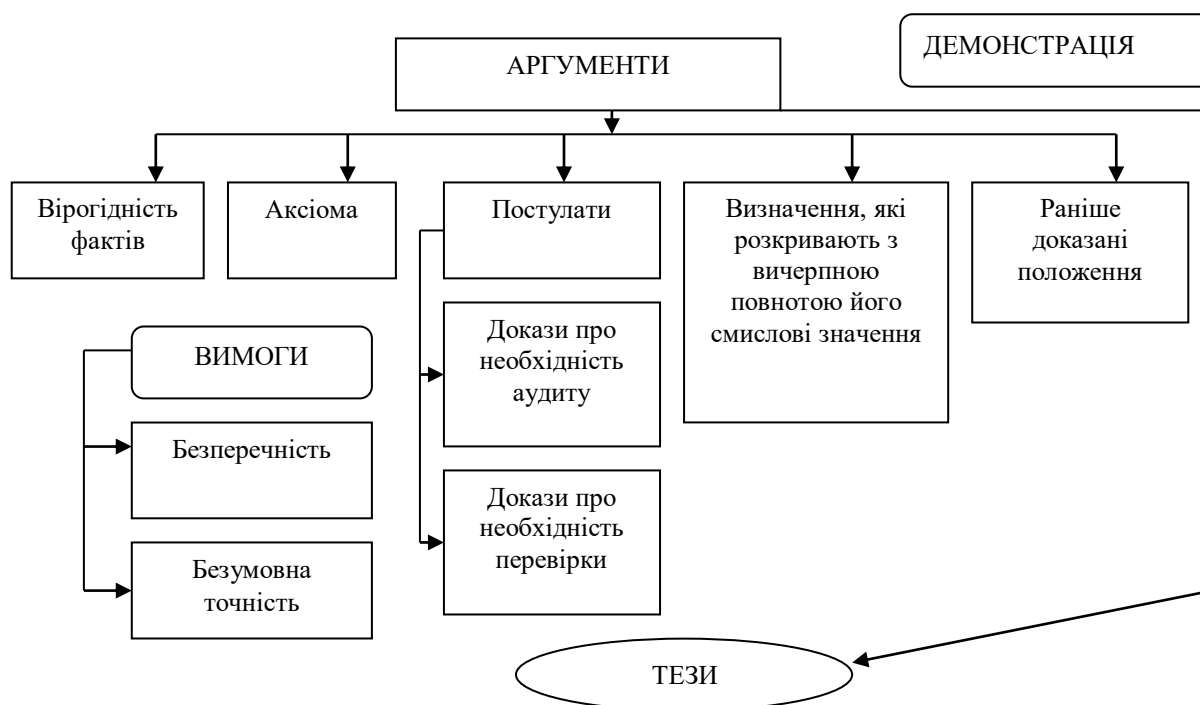 ДЕМОНСТРАЦІЯ
АРГУМЕНТИ
Вірогідність
фактів
Аксіома
Постулати
Визначення, які
розкривають з
вичерпною
повнотою його
смислові значення
Раніше
доказані
положення
ВИМОГИ
Безперечність
Безумовна
точність
Докази про
необхідність
аудиту
Докази про
необхідність
перевірки
ТЕЗИ